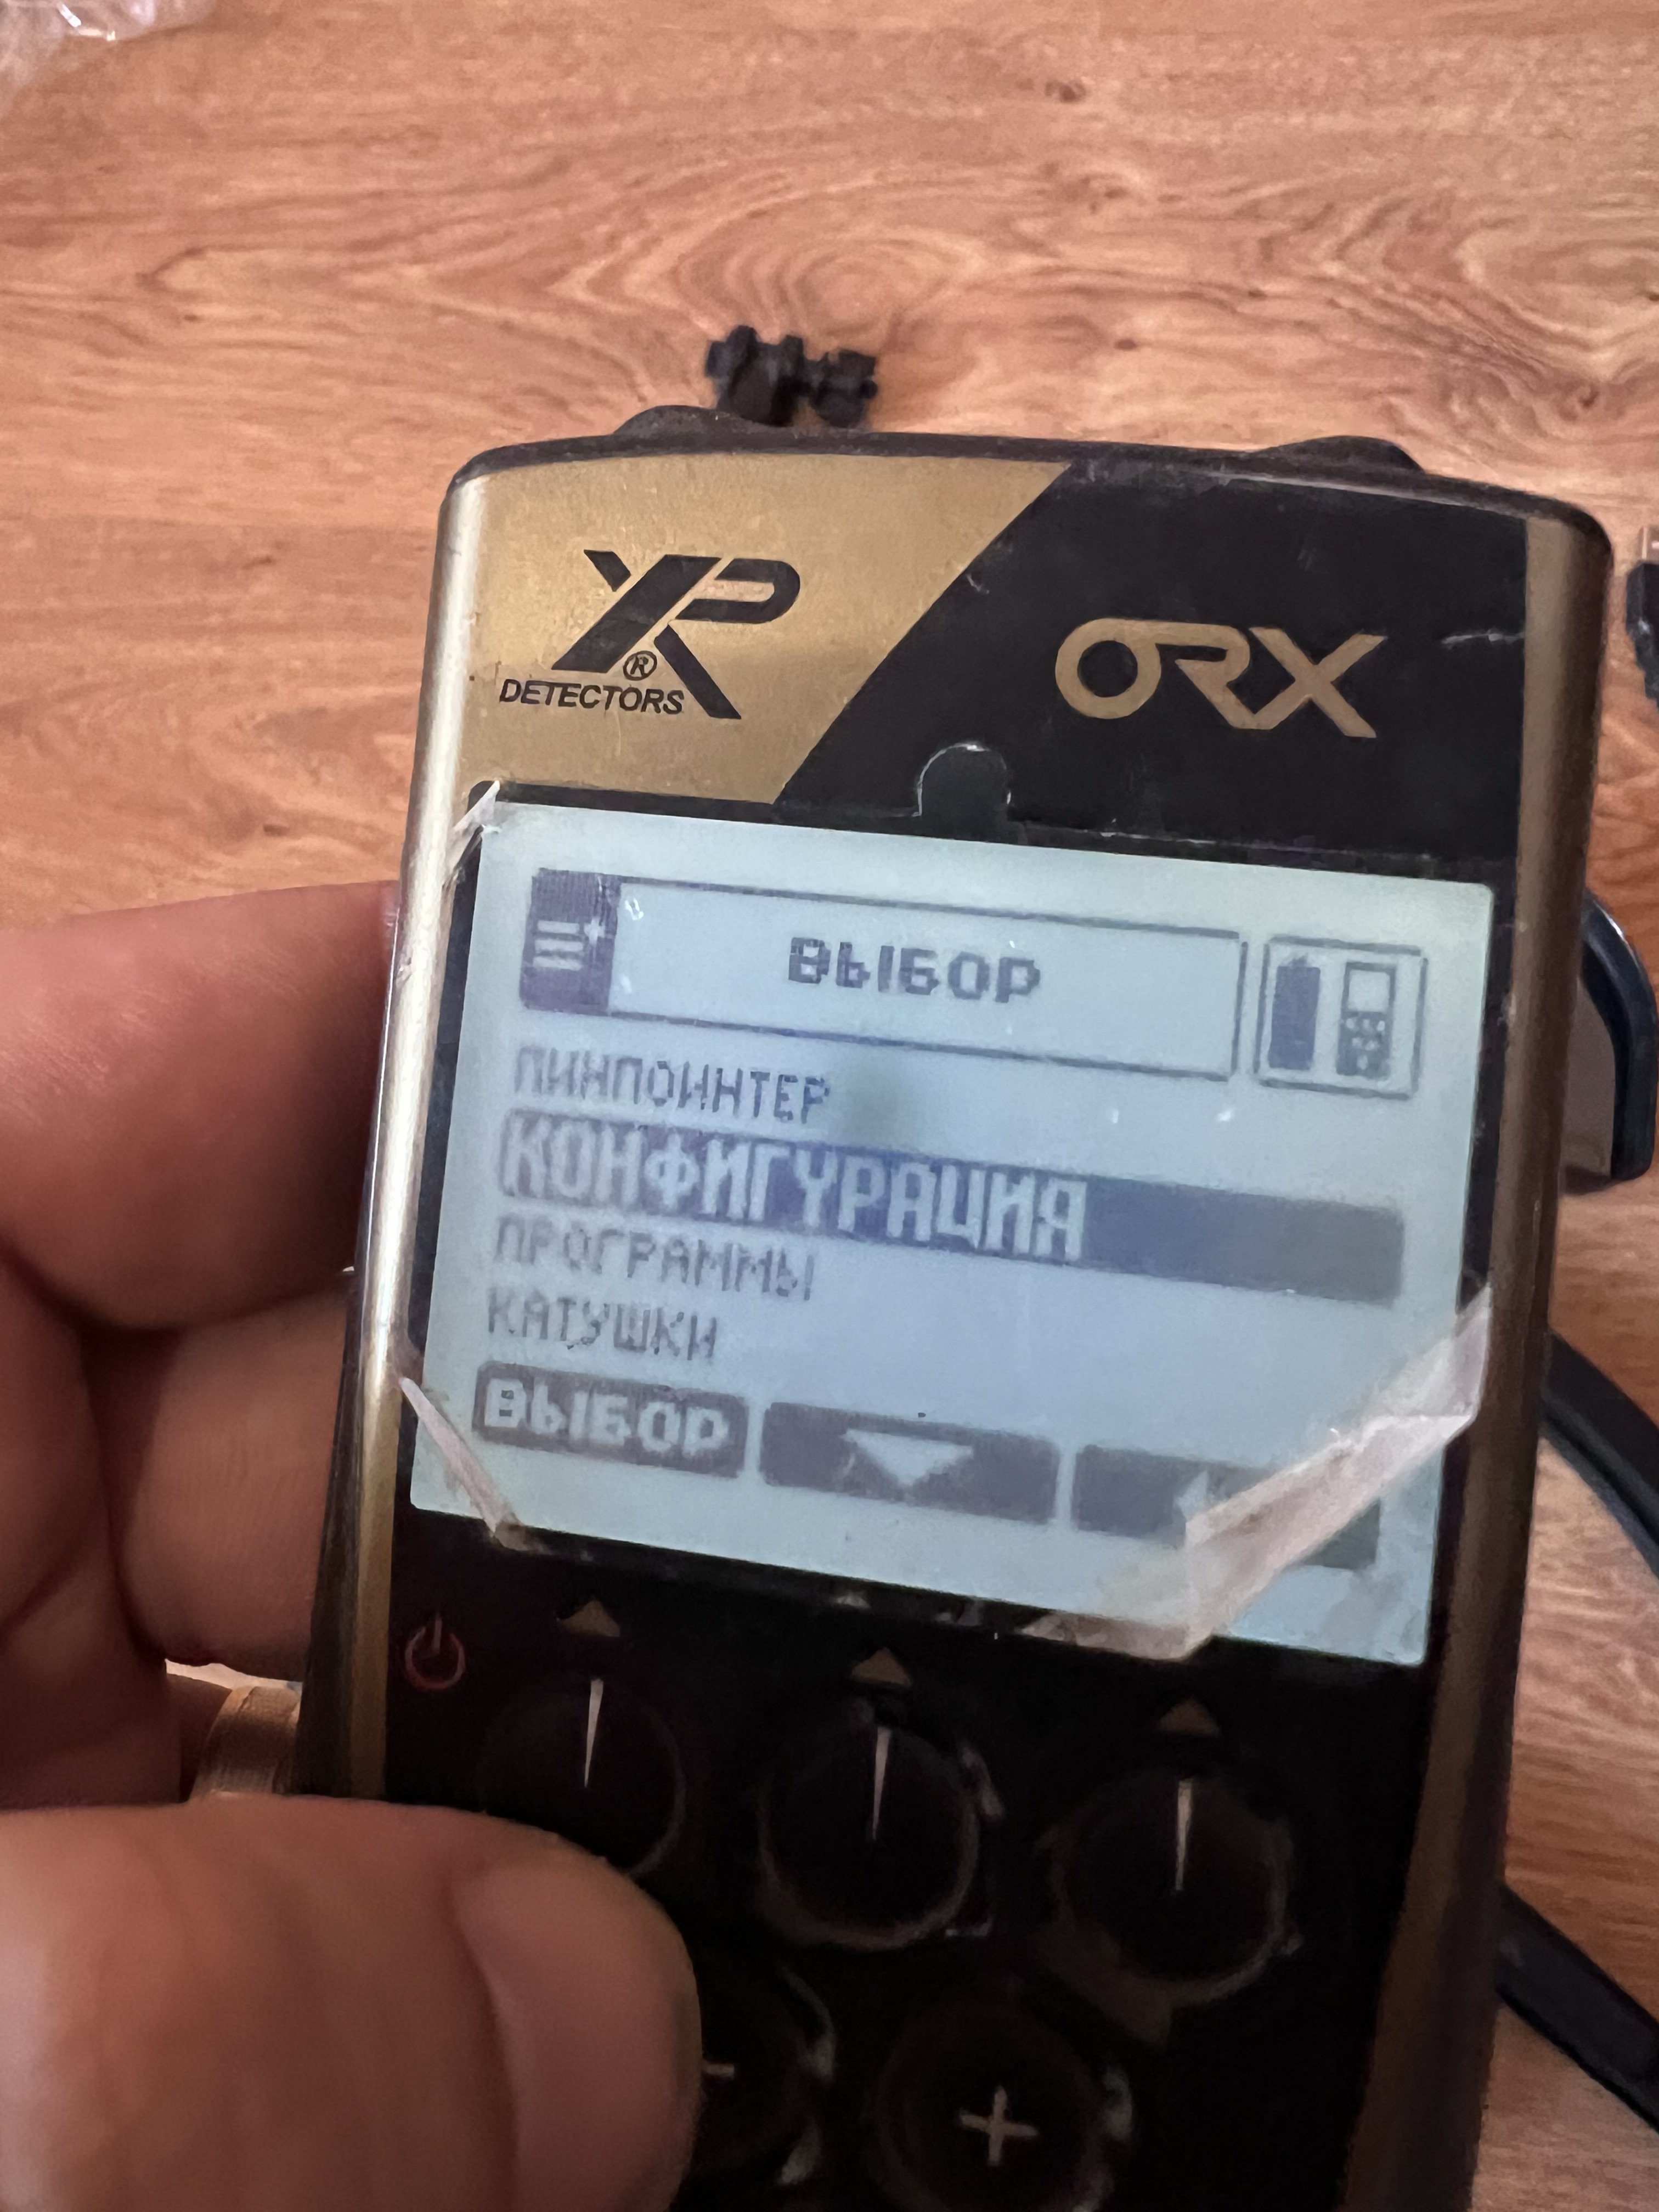 XP
®
DETECTORS
ORX
ВЫБОР
ПИНПОИНТЕР
КОНФИГУРАЦИЯ
ПРОГРАММЫ
КАТУШКИ
ВЫБОР
- +